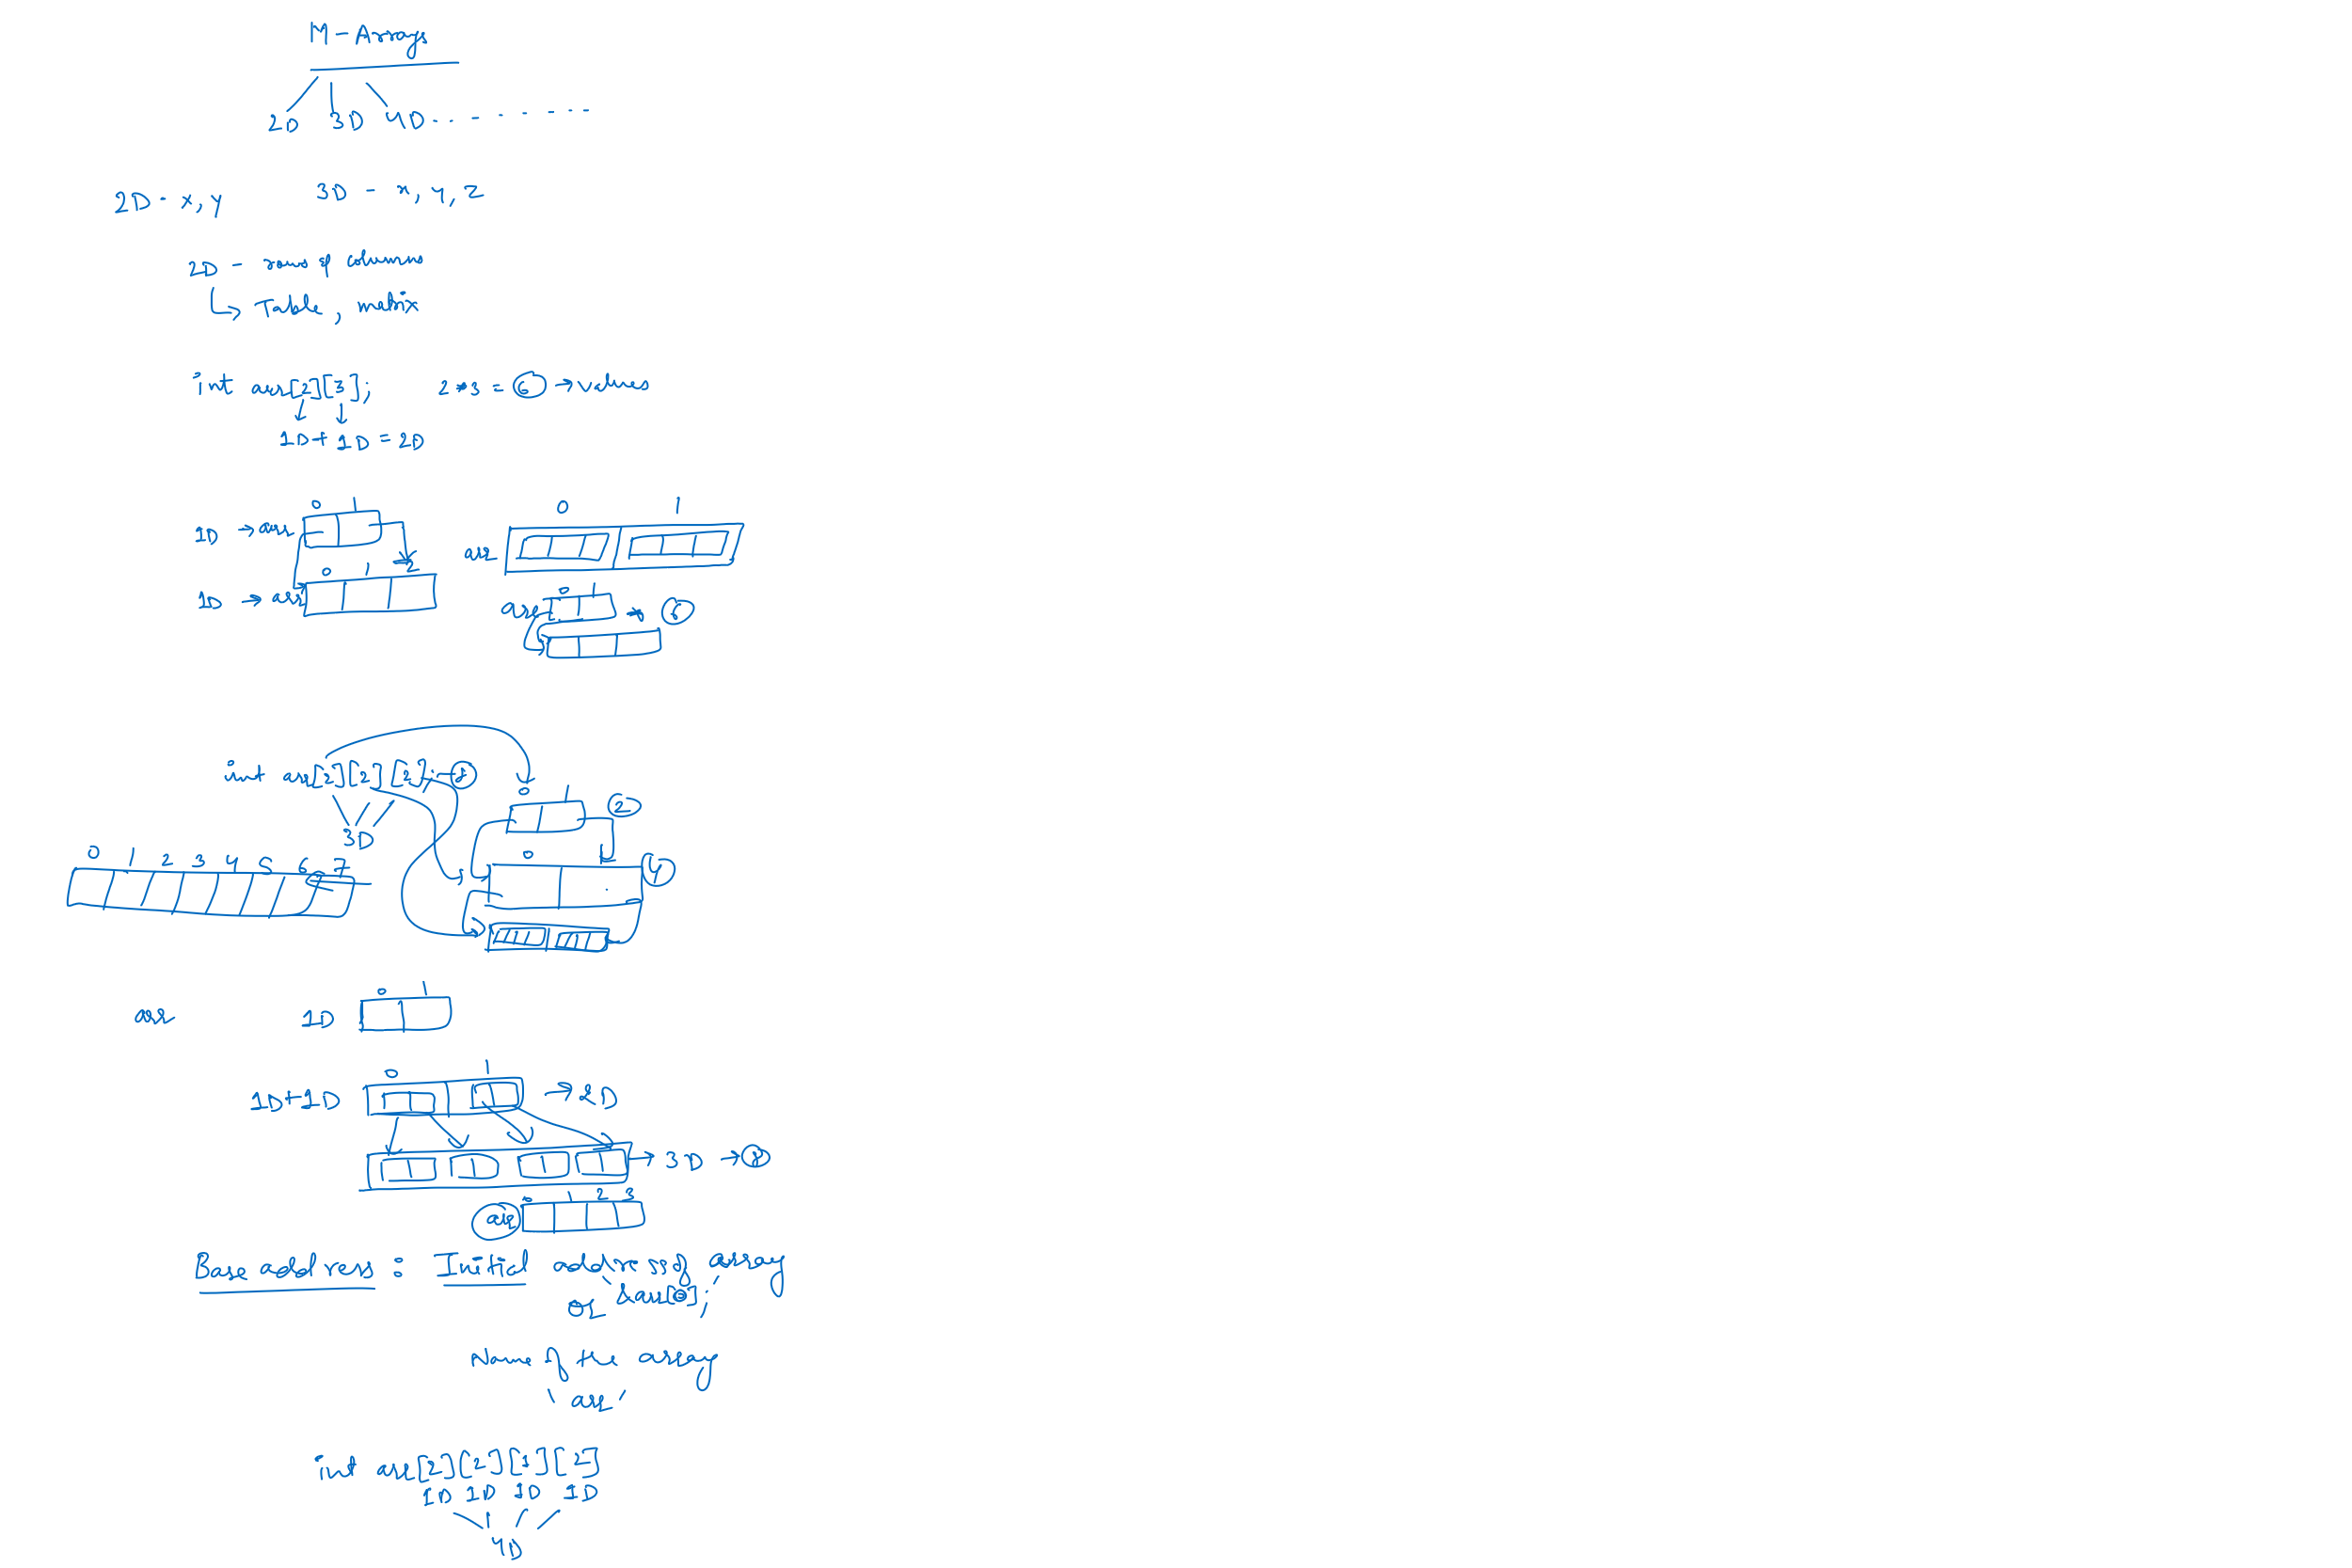 M-Arrays
2D 3D 4D. . - - - - - -
2D - x, y 3D - x, y, z
2D - rows & columns
↳ Table, matrix
int arr[2][3]; 2*3 = 6 → values
1D + 1D = 2D
0 1
1D → arr
0 1 2
1D → arr
0 1
arr
0 1
arr * 6
int arr[2][2][2]; - 8
3D
0 1 2 3 4 5 6 7
0 1 2
0 1 4
arr 1D 0 1
1D+1D 0 1 → 2D
→ 3D → 8
arr 0 1 2 3
Base address : Initial address of array
or '&arr[0];'
Name of the array
'arr'
int arr[2][2][1][2]
1D 1D 1D 1D
4D